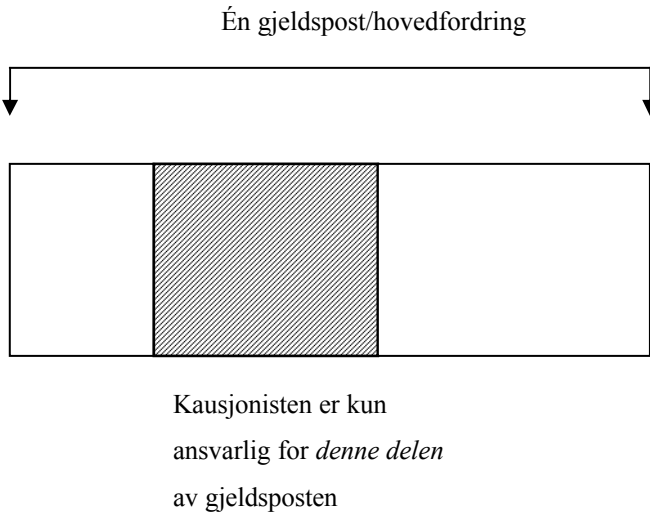 Én gjeldspost/hovedfordring
Kausjonisten er kun
ansvarlig for denne delen
av gjeldsposten